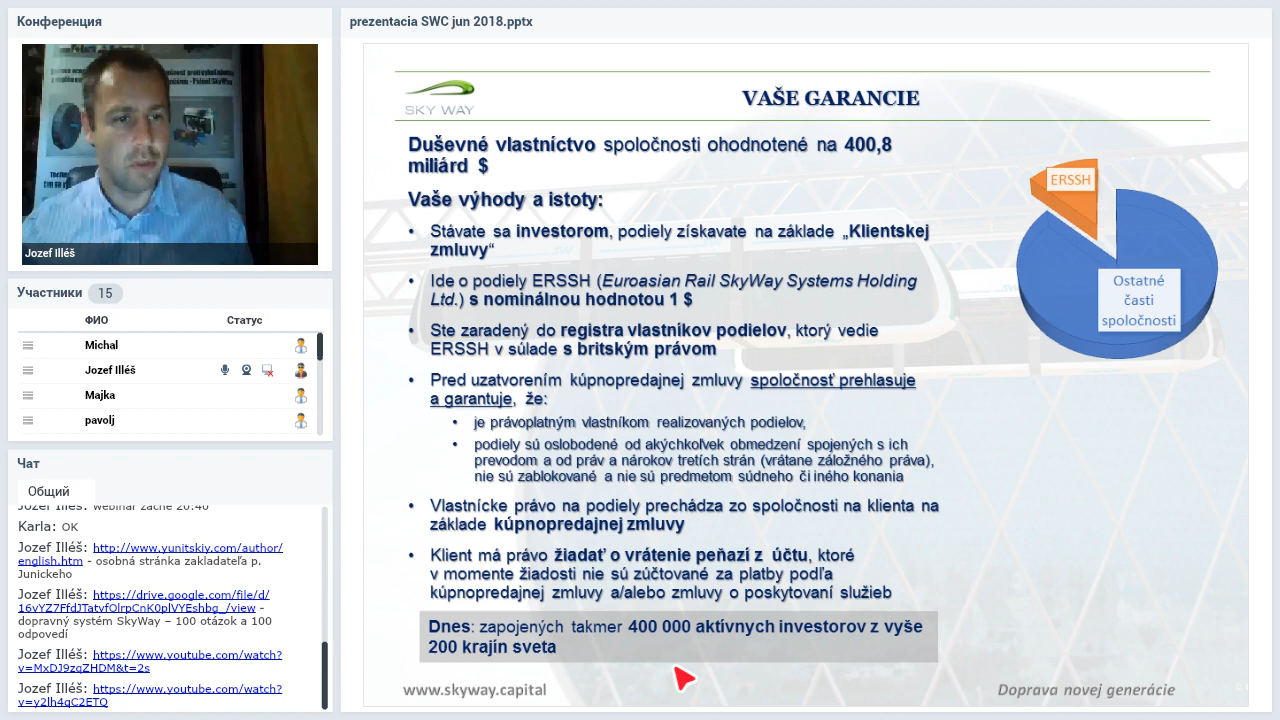 Конференция
Jozef Illéš
Участники 15
ФИО Статус
Michal
Jozef Illéš
Majka
pavolj
Чат
Общий
Jozef Illéš: webinar začne 20:40
Karla: OK
Jozef Illéš: http://www.yunitskiy.com/author/
english.htm - osobná stránka zakladateľa p.
Junickeho
Jozef Illéš: https://drive.google.com/file/d/
dopravný systém SkyWay – 100 otázok a 100
odpovedí
Jozef Illéš: https://www.youtube.com/watch?
v=MxDJ9zqZHDM&t=2s
Jozef Illéš: https://www.youtube.com/watch?
v=y2lh4qC2ETQ
prezentacia SWC jun 2018.pptx
SKY WAY
VAŠE GARANCIE
Duševné vlastníctvo spoločnosti ohodnotené na 400,8
miliárd $
Vaše výhody a istoty:
• Stávate sa investorom, podiely získavate na základe „Klientskej
zmluvy“
• Ide o podiely ERSSH (Euroasian Rail SkyWay Systems Holding
Ltd.) s nominálnou hodnotou 1 $
• Ste zaradený do registra vlastníkov podielov, ktorý vedie
ERSSH v súlade s britským právom
• Pred uzatvorením kúpnopredajnej zmluvy spoločnosť prehlasuje
a garantuje, že:
• je právoplatným vlastníkom realizovaných podielov,
• podiely sú oslobodené od akýchkoľvek obmedzení spojených s ich
prevodom a od práv a nárokov tretích strán (vrátane záložného práva),
nie sú zablokované a nie sú predmetom súdneho či iného konania
• Vlastnícke právo na podiely prechádza zo spoločnosti na klienta na
základe kúpnopredajnej zmluvy
• Klient má právo žiadať o vrátenie peňazí z účtu, ktoré
v momente žiadosti nie sú zúčtované za platby podľa
kúpnopredajnej zmluvy a/alebo zmluvy o poskytovaní služieb
Dnes: zapojených takmer 400 000 aktívnych investorov z vyše
200 krajín sveta
ERSSH
Ostatné
časti
spoločnosti
www.skyway.capital
Doprava novej generácie